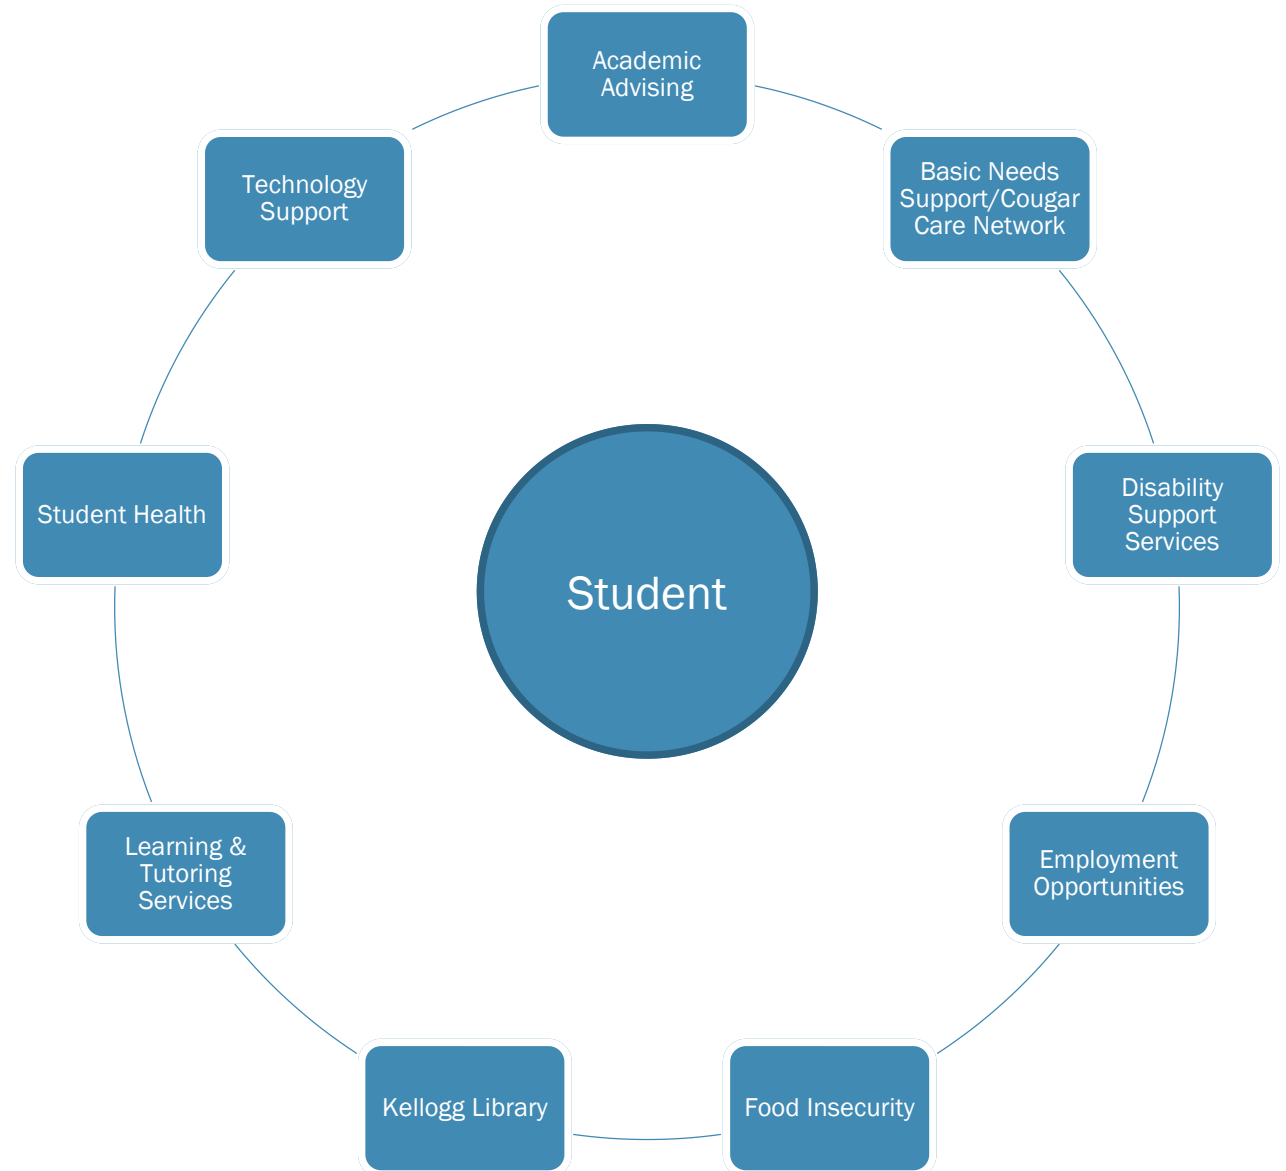 Academic
Advising
Basic Needs
Support/Cougar
Care Network
Disability
Support
Services
Employment
Opportunities
Food Insecurity
Kellogg Library
Learning &
Tutoring
Services
Student Health
Technology
Support
Student